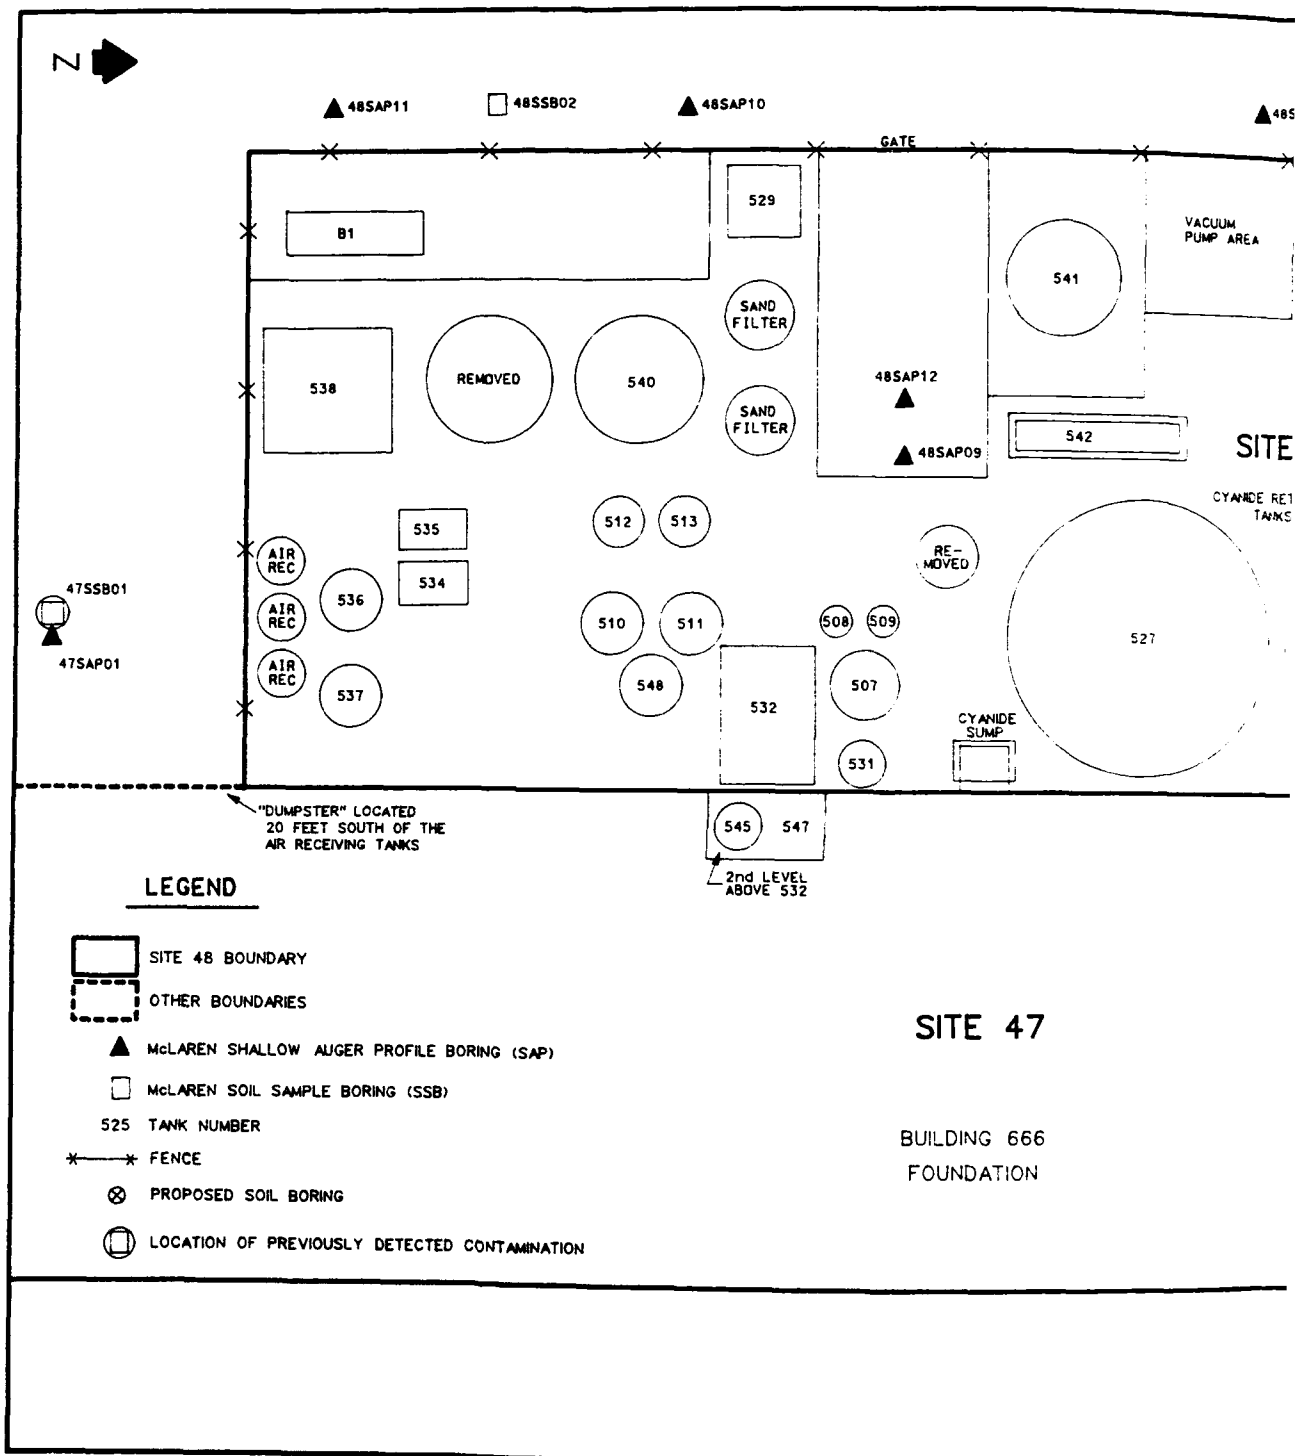 N
48SAP11
48SSB02
48SAP10
48S
GATE
529
B1
VACUUM
PUMP AREA
541
SAND
FILTER
538
REMOVED
540
48SAP12
SAND
FILTER
542
SITE
48SAP09
CYANIDE RET
TANKS
512
513
535
AIR
REC
RE-
MOVED
534
47SSB01
536
AIR
REC
510
511
508
509
527
47SAP01
AIR
REC
537
548
507
532
CYANIDE
SUMP
531
"DUMPSTER" LOCATED
20 FEET SOUTH OF THE
AIR RECEIVING TANKS
545
547
2nd LEVEL
ABOVE 532
LEGEND
SITE 48 BOUNDARY
OTHER BOUNDARIES
McLAREN SHALLOW AUGER PROFILE BORING (SAP)
McLAREN SOIL SAMPLE BORING (SSB)
525 TANK NUMBER
FENCE
PROPOSED SOIL BORING
LOCATION OF PREVIOUSLY DETECTED CONTAMINATION
SITE 47
BUILDING 666
FOUNDATION